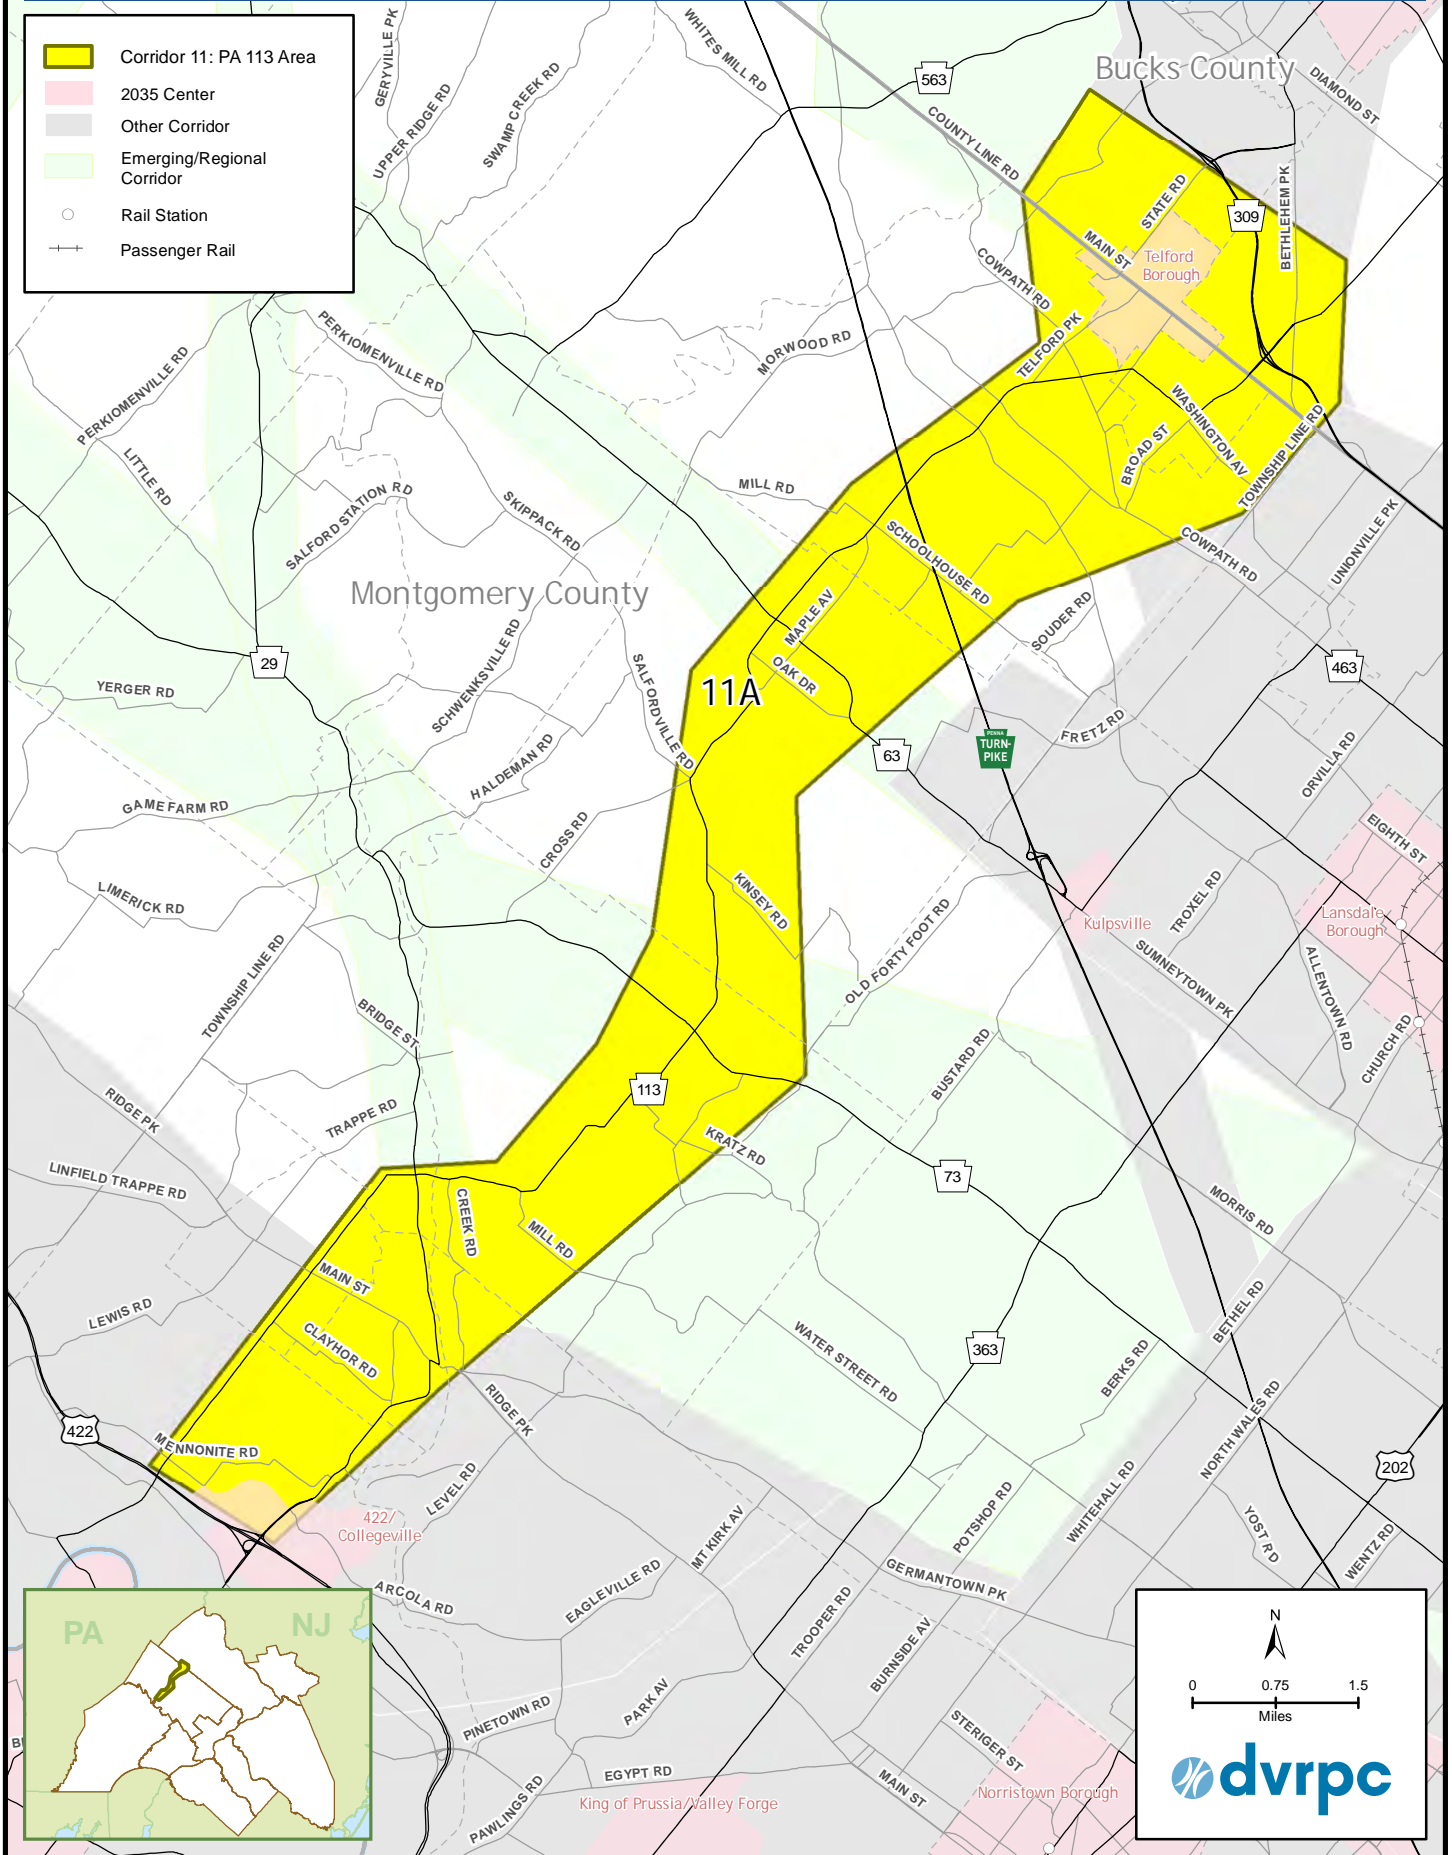 Corridor 11: PA 113 Area
2035 Center
Other Corridor
Emerging/Regional
Corridor
Rail Station
Passenger Rail
GERYVILLE PK
UPPER RIDGE RD
SWAMP CREEK RD
WHITES MILL RD
563
Bucks County
DIAMOND ST
COUNTY LINE RD
STATE RD
309
BETHLEHEM PK
MAIN ST
Telford
Borough
COWPATH RD
TELFORD PK
PERKIOMENVILLE RD
PERKIOMENVILLE RD
MORWOOD RD
WASHINGTON AV
BROAD ST
TOWNSHIP LINE RD
LITTLE RD
SALFORD STATION RD
SKIPPACK RD
MILL RD
SCHOOLHOUSE RD
COWPATH RD
UNIONVILLE PK
Montgomery County
MAPLE AV
SOUDER RD
29
YERGER RD
SCHWENKSVILLE RD
SALFORDVILLE RD
OAK DR
11A
463
FRETZ RD
63
PENNA
TURN-
PIKE
ORVILLA RD
HALDEMAN RD
GAME FARM RD
CROSS RD
EIGHTH ST
LIMERICK RD
KINSEY RD
TROXEL RD
Kulpsville
Lansdale
Borough
OLD FORTY FOOT RD
SUMNEYTOWN PK
ALLENTOWN RD
TOWNSHIP LINE RD
BRIDGE ST
CHURCH RD
BUSTARD RD
113
RIDGE PK
TRAPPE RD
KRATZ RD
73
LINFIELD TRAPPE RD
CREEK RD
MILL RD
MORRIS RD
MAIN ST
LEWIS RD
CLAYHOR RD
BETHEL RD
WATER STREET RD
363
BERKS RD
RIDGE PK
NORTH WALES RD
422
MENNONITE RD
LEVEL RD
202
422/
Collegeville
MT KIRK AV
POTSHOP RD
WHITEHALL RD
YOST RD
WENTZ RD
ARCOLA RD
EAGLEVILLE RD
GERMANTOWN PK
TROOPER RD
BURNSIDE AV
PA
NJ
N
0
0.75
1.5
Miles
PINETOWN RD
PARK AV
STERIGER ST
EGYPT RD
MAIN ST
King of Prussia/Valley Forge
Norristown Borough
PAWLINGS RD
dvrpc